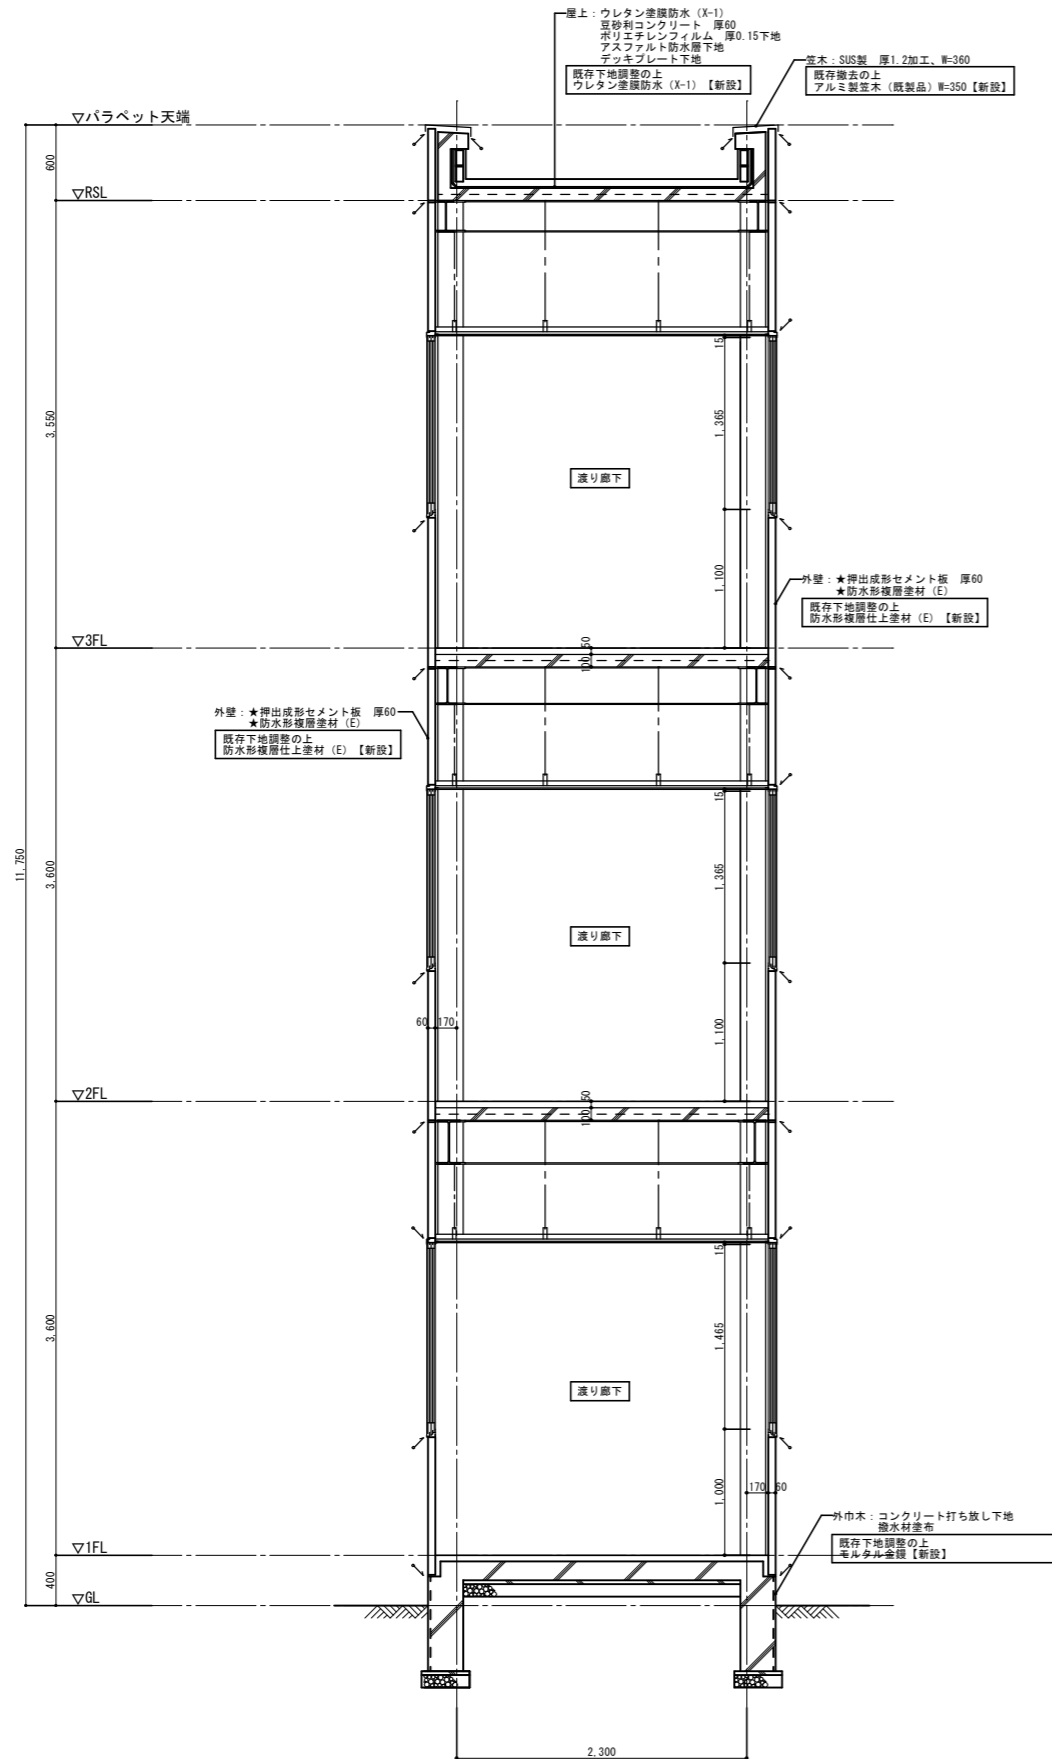 屋上：ウレタン塗膜防水（X-1）
豆砂利コンクリート　厚60
ポリエチレンフィルム　厚0.15下地
アスファルト防水層下地
デッキプレート下地
既存下地調整の上
ウレタン塗膜防水（X-1）【新設】
笠木：SUS製　厚1.2加工、W=360
既存撤去の上
アルミ製笠木（既製品）W=350【新設】
▽パラペット天端
600
▽RSL
15
3,550
1,365
渡り廊下
1,100
外壁：★押出成形セメント板　厚60
★防水形複層塗材（E）
既存下地調整の上
防水形複層仕上塗材（E）【新設】
▽3FL
50
100
外壁：★押出成形セメント板　厚60
★防水形複層塗材（E）
既存下地調整の上
防水形複層仕上塗材（E）【新設】
15
11,750
3,600
1,365
渡り廊下
60
170
1,100
▽2FL
50
100
15
3,600
1,465
渡り廊下
1,000
170
60
外巾木：コンクリート打ち放し下地
撥水材塗布
既存下地調整の上
モルタル金鏝【新設】
▽1FL
400
▽GL
2,300